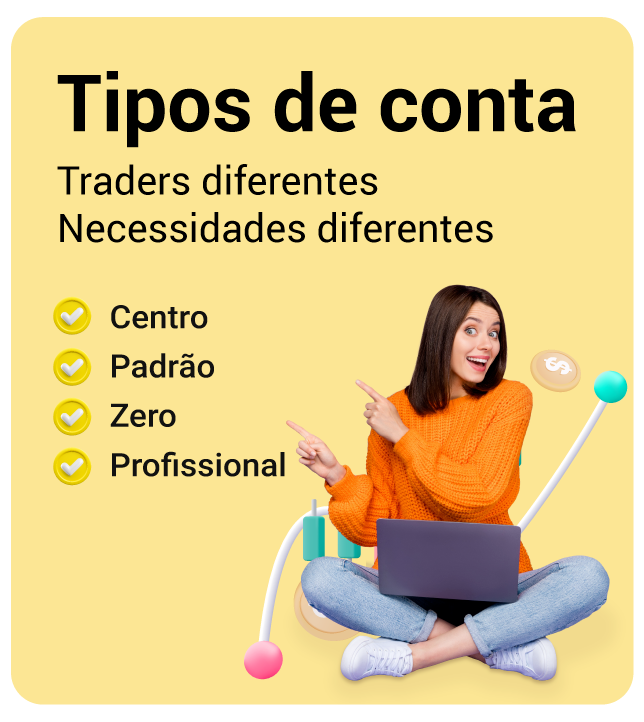 Tipos de conta
Traders diferentes
Necessidades diferentes
Centro
Padrão
Zero
Profissional
$